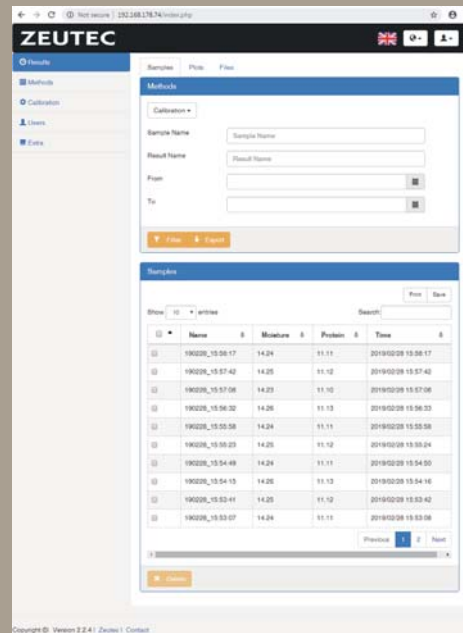 Not secure | 192.168.178.74/index.php
ZEUTEC
Results
Methods
Calibration
Users
Extra
Samples Plots Files
Methods
Calibration
Sample Name Sample Name
Result Name Result Name
From
To
Filter Export
Samples
Print Save
Show 10 entries Search:
Name Moisture Protein Time
190228_15:58:17 14.24 11.11 2019/02/28 15:58:17
190228_15:57:42 14.25 11.12 2019/02/28 15:57:42
190228_15:57:08 14.23 11.10 2019/02/28 15:57:08
190228_15:56:32 14.26 11.13 2019/02/28 15:56:33
190228_15:55:58 14.24 11.11 2019/02/28 15:55:58
190228_15:55:23 14.25 11.12 2019/02/28 15:55:24
190228_15:54:49 14.24 11.11 2019/02/28 15:54:50
190228_15:54:15 14.26 11.13 2019/02/28 15:54:16
190228_15:53:41 14.25 11.12 2019/02/28 15:53:42
190228_15:53:07 14.24 11.11 2019/02/28 15:53:08
Previous 1 2 Next
Delete
Copyright © Version 2.2.4 | Zeutec | Contact